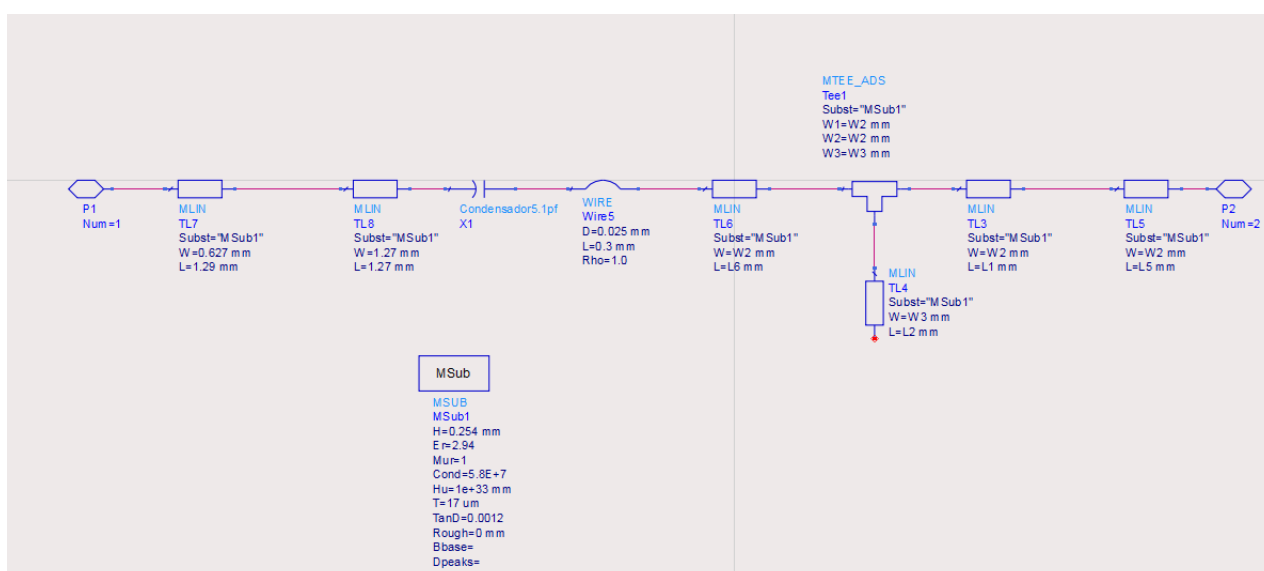 MTEE_ADS
Tee1
Subst="MSub1"
W1=W2 mm
W2=W2 mm
W3=W3 mm
P1
Num=1
MLIN
TL7
Subst="MSub1"
W=0.627 mm
L=1.29 mm
MLIN
TL8
Subst="MSub1"
W=1.27 mm
L=1.27 mm
Condensador5.1pf
X1
WIRE
Wire5
D=0.025 mm
L=0.3 mm
Rho=1.0
MLIN
TL6
Subst="MSub1"
W=W2 mm
L=L6 mm
MLIN
TL3
Subst="MSub1"
W=W2 mm
L=L1 mm
MLIN
TL5
Subst="MSub1"
W=W2 mm
L=L5 mm
P2
Num=2
MLIN
TL4
Subst="MSub1"
W=W3 mm
L=L2 mm
MSub
MSUB
MSub1
H=0.254 mm
Er=2.94
Mur=1
Cond=5.8E+7
Hu=1e+33 mm
T=17 um
TanD=0.0012
Rough=0 mm
Bbase=
Dpeaks=